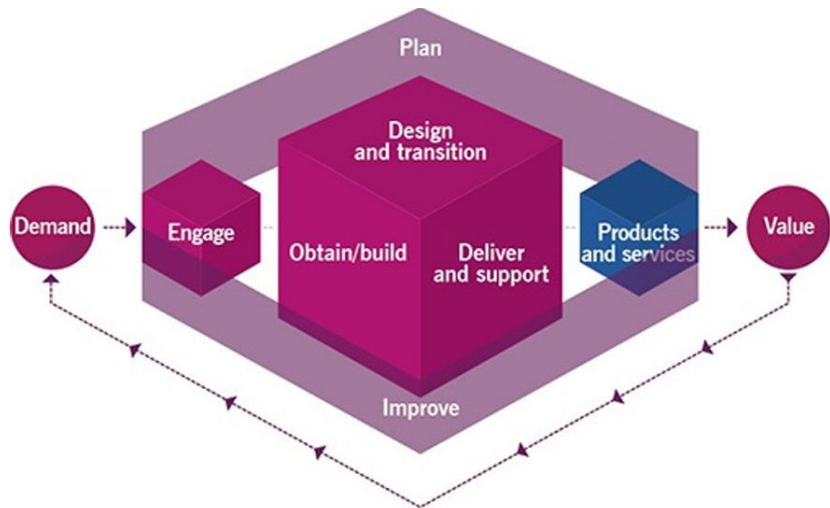 Plan
Design
and transition
Demand
Engage
Obtain/build
Deliver
and support
Products
and services
Value
Improve